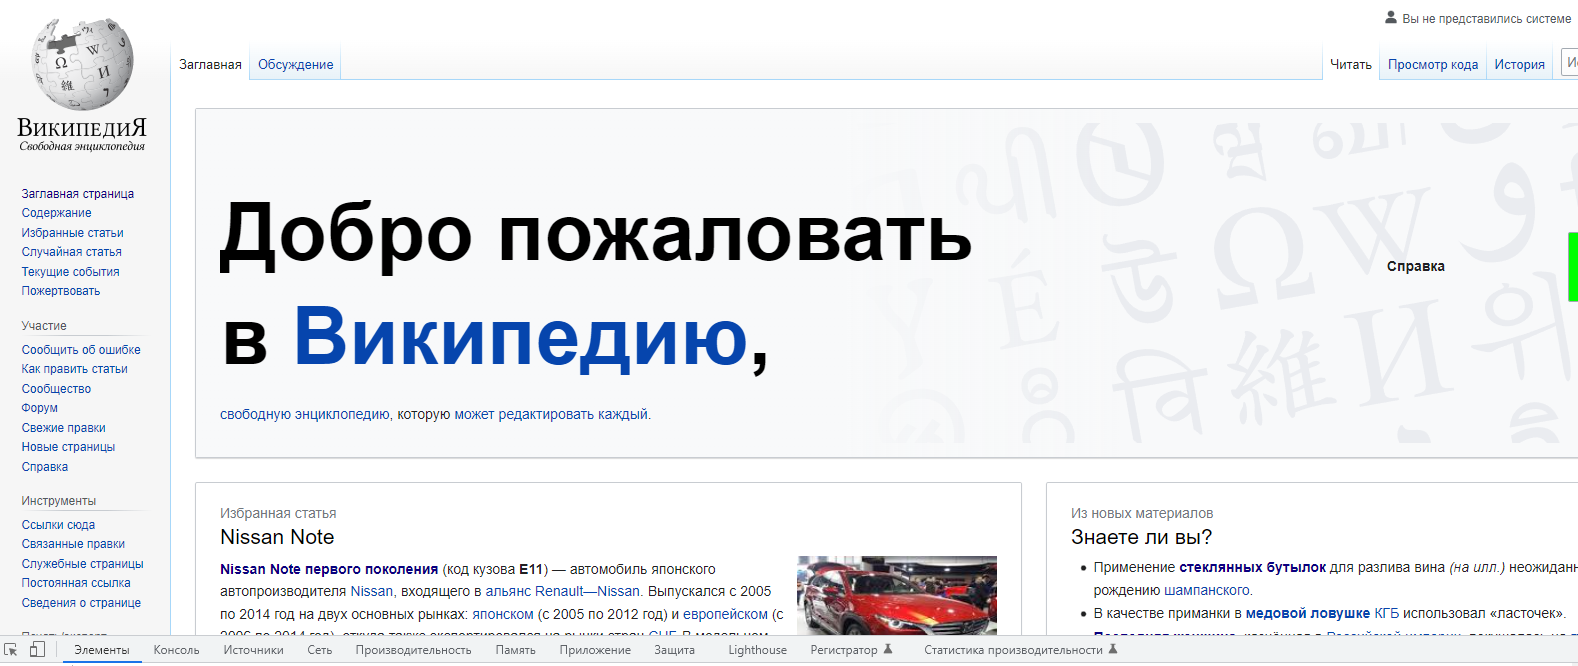 Вы не представились системе
Заглавная
Обсуждение
Читать
Просмотр кода
История
ВикипедиЯ
Свободная энциклопедия
Заглавная страница
Содержание
Избранные статьи
Случайная статья
Текущие события
Пожертвовать
Участие
Сообщить об ошибке
Как править статьи
Сообщество
Форум
Свежие правки
Новые страницы
Справка
Инструменты
Ссылки сюда
Связанные правки
Служебные страницы
Постоянная ссылка
Сведения о странице
Добро пожаловать
в Википедию,
свободную энциклопедию, которую может редактировать каждый.
Справка
Избранная статья
Nissan Note
Nissan Note первого поколения (код кузова E11) — автомобиль японского
автопроизводителя Nissan, входящего в альянс Renault—Nissan. Выпускался с 2005
по 2014 год на двух основных рынках: японском (с 2005 по 2012 год) и европейском (с
Из новых материалов
Знаете ли вы?
Применение стеклянных бутылок для разлива вина (на илл.)
рождению шампанского.
В качестве приманки в медовой ловушке КГБ использовал «ласточек».
Элементы
Консоль
Источники
Сеть
Производительность
Память
Приложение
Защита
Lighthouse
Регистратор
Статистика производительности